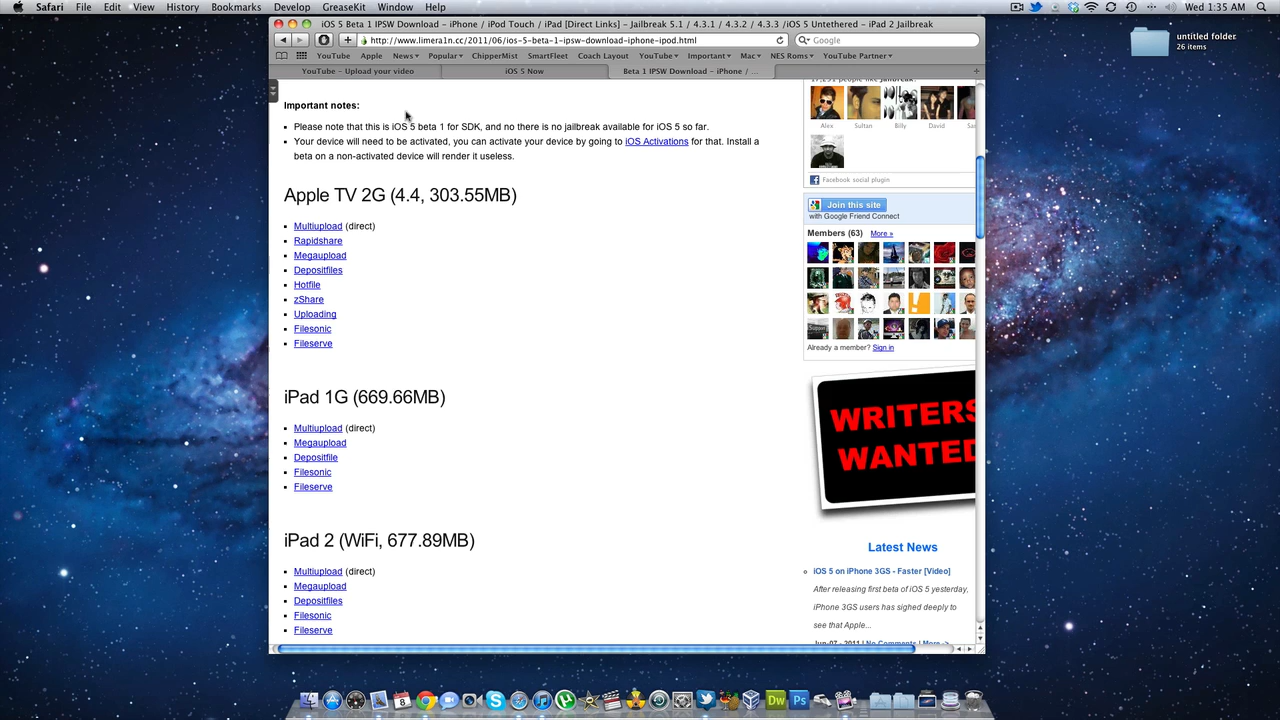 Safari File Edit View History Bookmarks Develop GreaseKit Window Help
Wed 1:35 AM
untitled folder.
26 items
iOS 5 Beta 1 IPSW Download – iPhone / iPod Touch / iPad [Direct Links] – Jailbreak 5.1 / 4.3.1 / 4.3.2 / 4.3.3 /iOS 5 Untethered – iPad 2 Jailbreak
http://www.limera1n.cc/2011/06/ios-5-beta-1-ipsw-download-iphone-ipod.html
Google
YouTube Apple News Popular ChipperMist SmartFleet Coach Layout YouTube Important Mac NES Roms YouTube Partner
YouTube – Upload your video
iOS 5 Now
Beta 1 IPSW Download – iPhone / ...
Important notes:
Please note that this is iOS 5 beta 1 for SDK, and no there is no jailbreak available for iOS 5 so far.
Your device will need to be activated, you can activate your device by going to iOS Activations for that. Install a
beta on a non-activated device will render it useless.
Apple TV 2G (4.4, 303.55MB)
Multiupload (direct)
Rapidshare
Megaupload
Depositfiles
Hotfile
zShare
Uploading
Filesonic
Fileserve
iPad 1G (669.66MB)
Multiupload (direct)
Megaupload
Depositfile
Filesonic
Fileserve
iPad 2 (WiFi, 677.89MB)
Multiupload (direct)
Megaupload
Depositfiles
Filesonic
Fileserve
Alex Sultan Billy David
Facebook social plugin
Join this site
with Google Friend Connect
Members (63) More »
Already a member? Sign in
WRITERS
WANTED
Latest News
iOS 5 on iPhone 3GS - Faster [Video]
After releasing first beta of iOS 5 yesterday,
iPhone 3GS users has sighed deeply to
see that Apple...
Jun-07 - 2011 | No Comments | More ->
Dw Ps